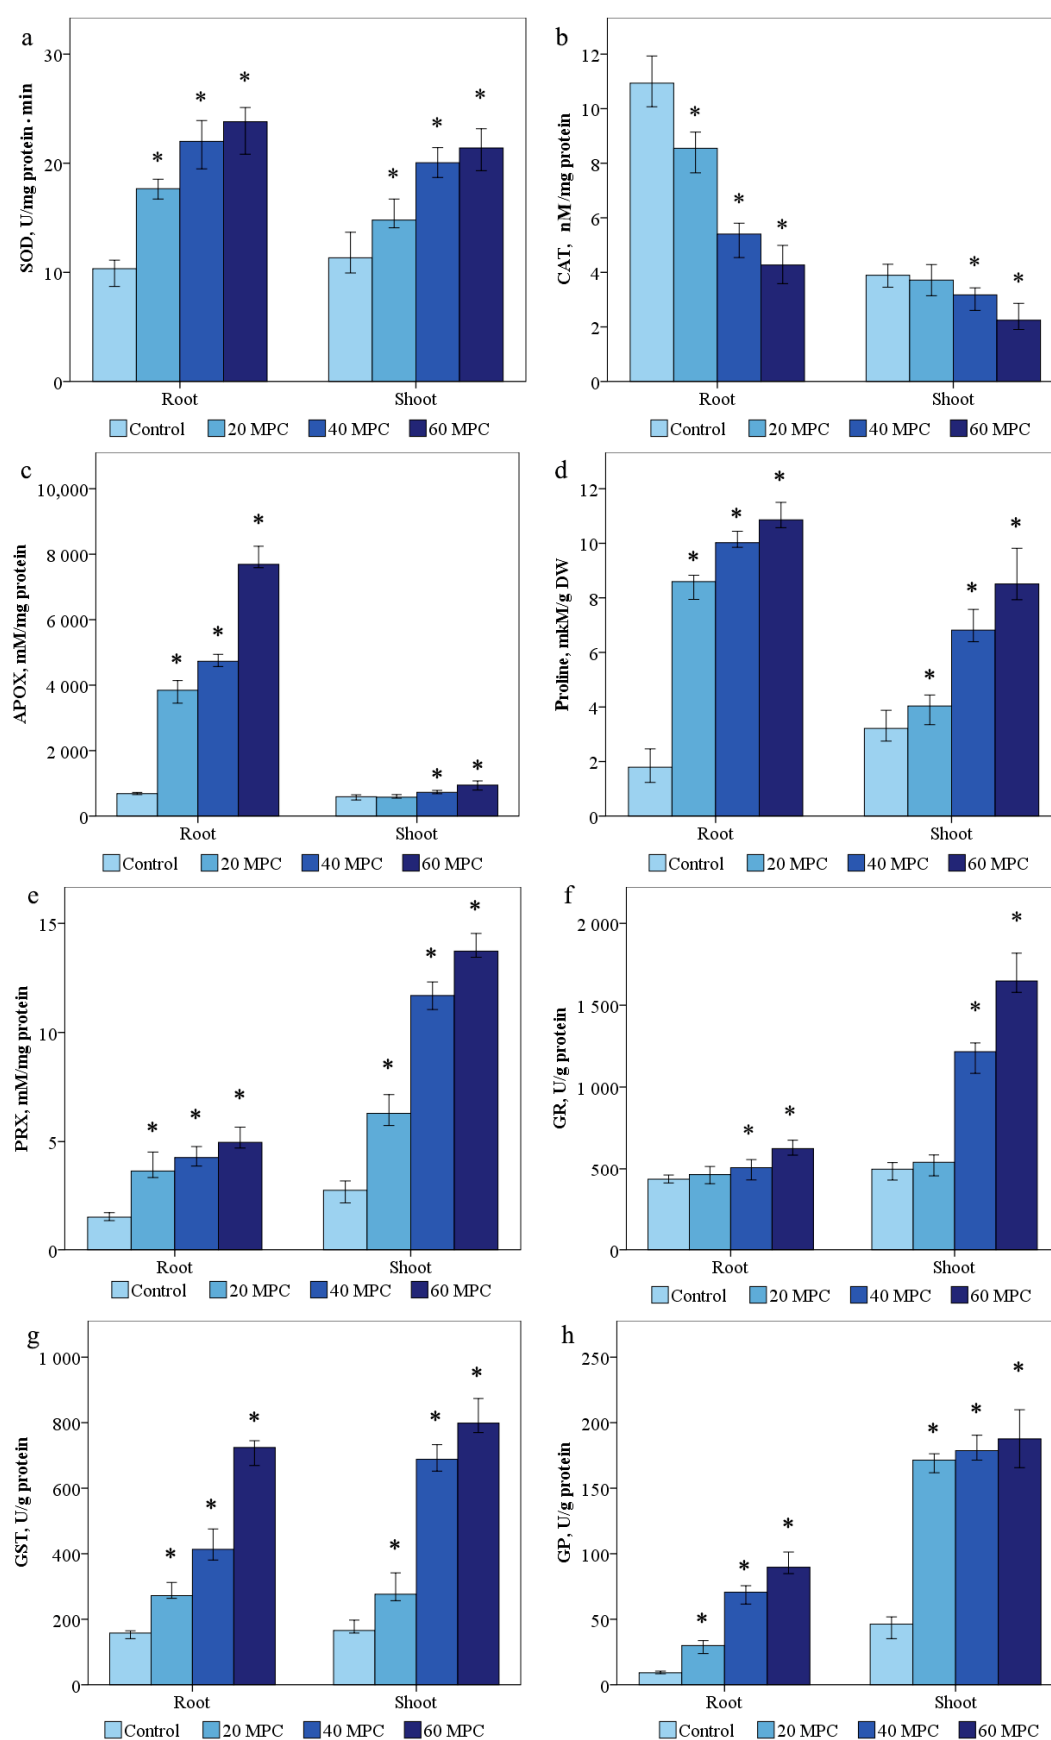 a
SOD, U/mg protein · min
30
20
10
0
*
*
*
*
*
*
Root
Shoot
Control
20 MPC
40 MPC
60 MPC
b
CAT, nM/mg protein
12
10
8
6
4
2
0
*
*
*
*
*
Root
Shoot
Control
20 MPC
40 MPC
60 MPC
c
APOX, mM/mg protein
10,000
8 000
6 000
4 000
2 000
0
*
*
*
*
*
Root
Shoot
Control
20 MPC
40 MPC
60 MPC
d
Proline, mkM/g DW
12
10
8
6
4
2
0
*
*
*
*
*
*
Root
Shoot
Control
20 MPC
40 MPC
60 MPC
e
PRX, mM/mg protein
15
10
5
0
*
*
*
*
*
*
Root
Shoot
Control
20 MPC
40 MPC
60 MPC
f
GR, U/g protein
2 000
1 500
1 000
500
0
*
*
*
*
Root
Shoot
Control
20 MPC
40 MPC
60 MPC
g
GST, U/g protein
1 000
800
600
400
200
0
*
*
*
*
*
*
Root
Shoot
Control
20 MPC
40 MPC
60 MPC
h
GP, U/g protein
250
200
150
100
50
0
*
*
*
*
*
*
Root
Shoot
Control
20 MPC
40 MPC
60 MPC